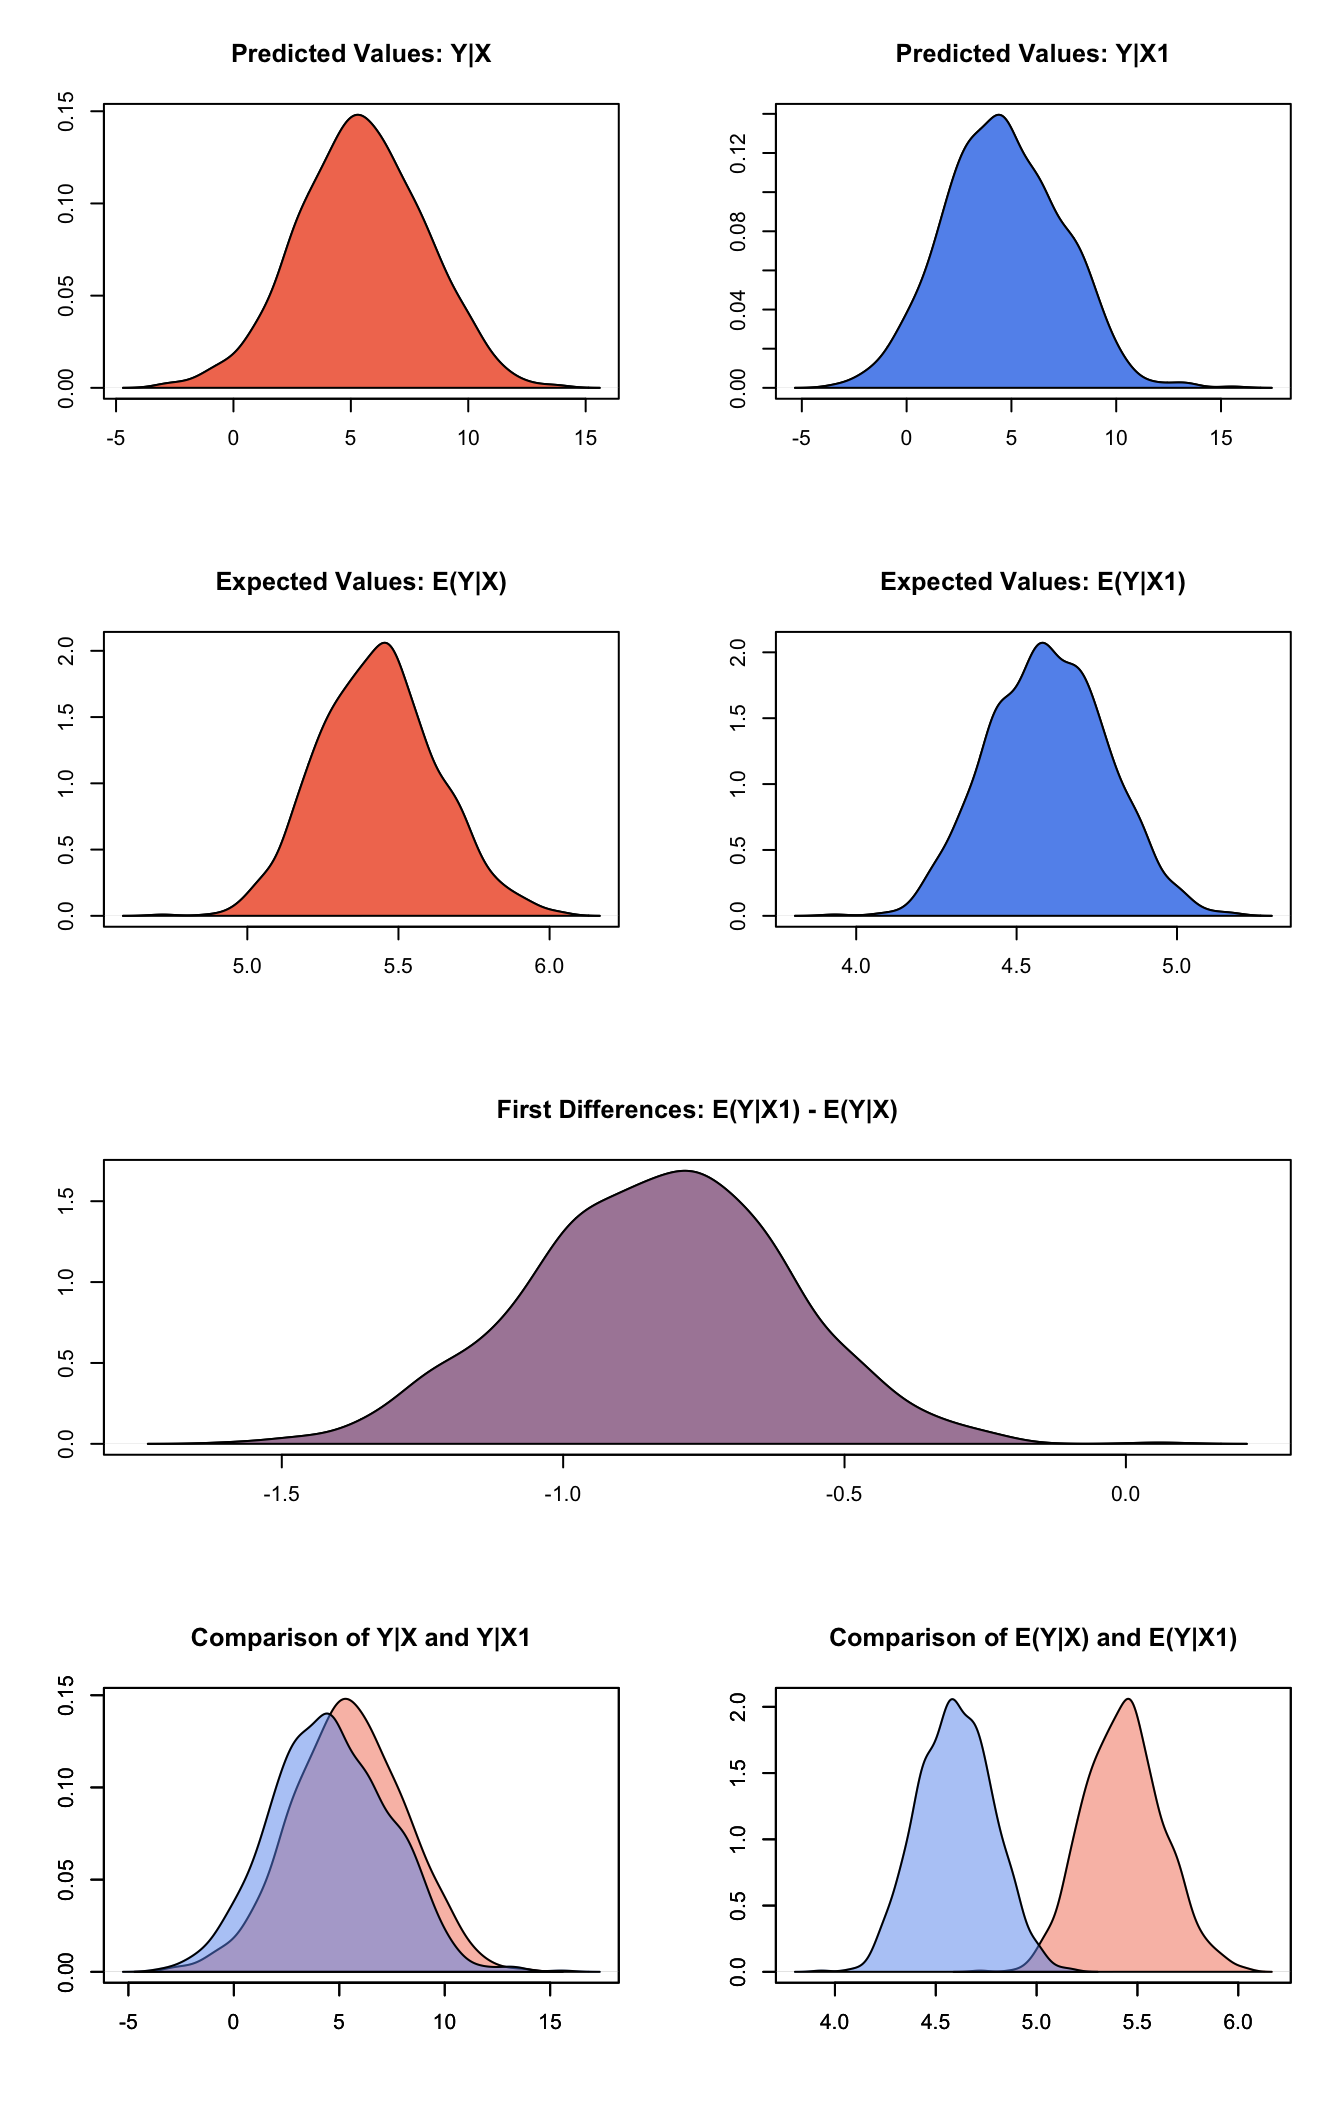 Predicted Values: Y|X
0.00 0.05 0.10 0.15
-5 0 5 10 15
Predicted Values: Y|X1
0.00 0.04 0.08 0.12
-5 0 5 10 15
Expected Values: E(Y|X)
0.0 0.5 1.0 1.5 2.0
5.0 5.5 6.0
Expected Values: E(Y|X1)
0.0 0.5 1.0 1.5 2.0
4.0 4.5 5.0
First Differences: E(Y|X1) - E(Y|X)
0.0 0.5 1.0 1.5
-1.5 -1.0 -0.5 0.0
Comparison of Y|X and Y|X1
0.00 0.05 0.10 0.15
-5 0 5 10 15
Comparison of E(Y|X) and E(Y|X1)
0.0 0.5 1.0 1.5 2.0
4.0 4.5 5.0 5.5 6.0